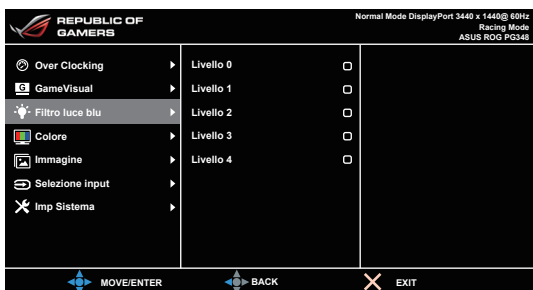 REPUBLIC OF
GAMERS
Normal Mode DisplayPort 3440 x 1440@ 60Hz
Racing Mode
ASUS ROG PG348
Over Clocking
G GameVisual
Filtro luce blu
Colore
Immagine
Selezione input
Imp Sistema
Livello 0
Livello 1
Livello 2
Livello 3
Livello 4
MOVE/ENTER
BACK
EXIT